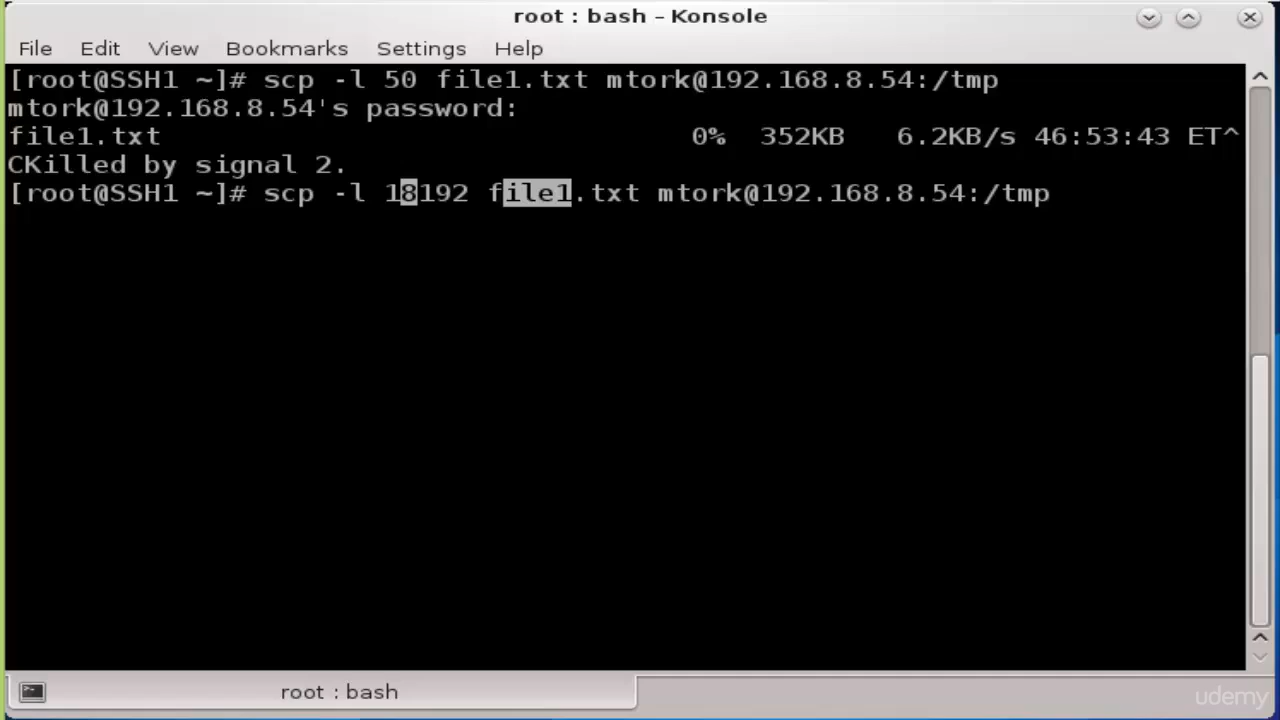 root : bash – Konsole
File Edit View Bookmarks Settings Help
[root@SSH1 ~]# scp -l 50 file1.txt mtork@192.168.8.54:/tmp
mtork@192.168.8.54's password:
file1.txt 0% 352KB 6.2KB/s 46:53:43 ET^
CKilled by signal 2.
[root@SSH1 ~]# scp -l 18192 file1.txt mtork@192.168.8.54:/tmp
root : bash
udemy